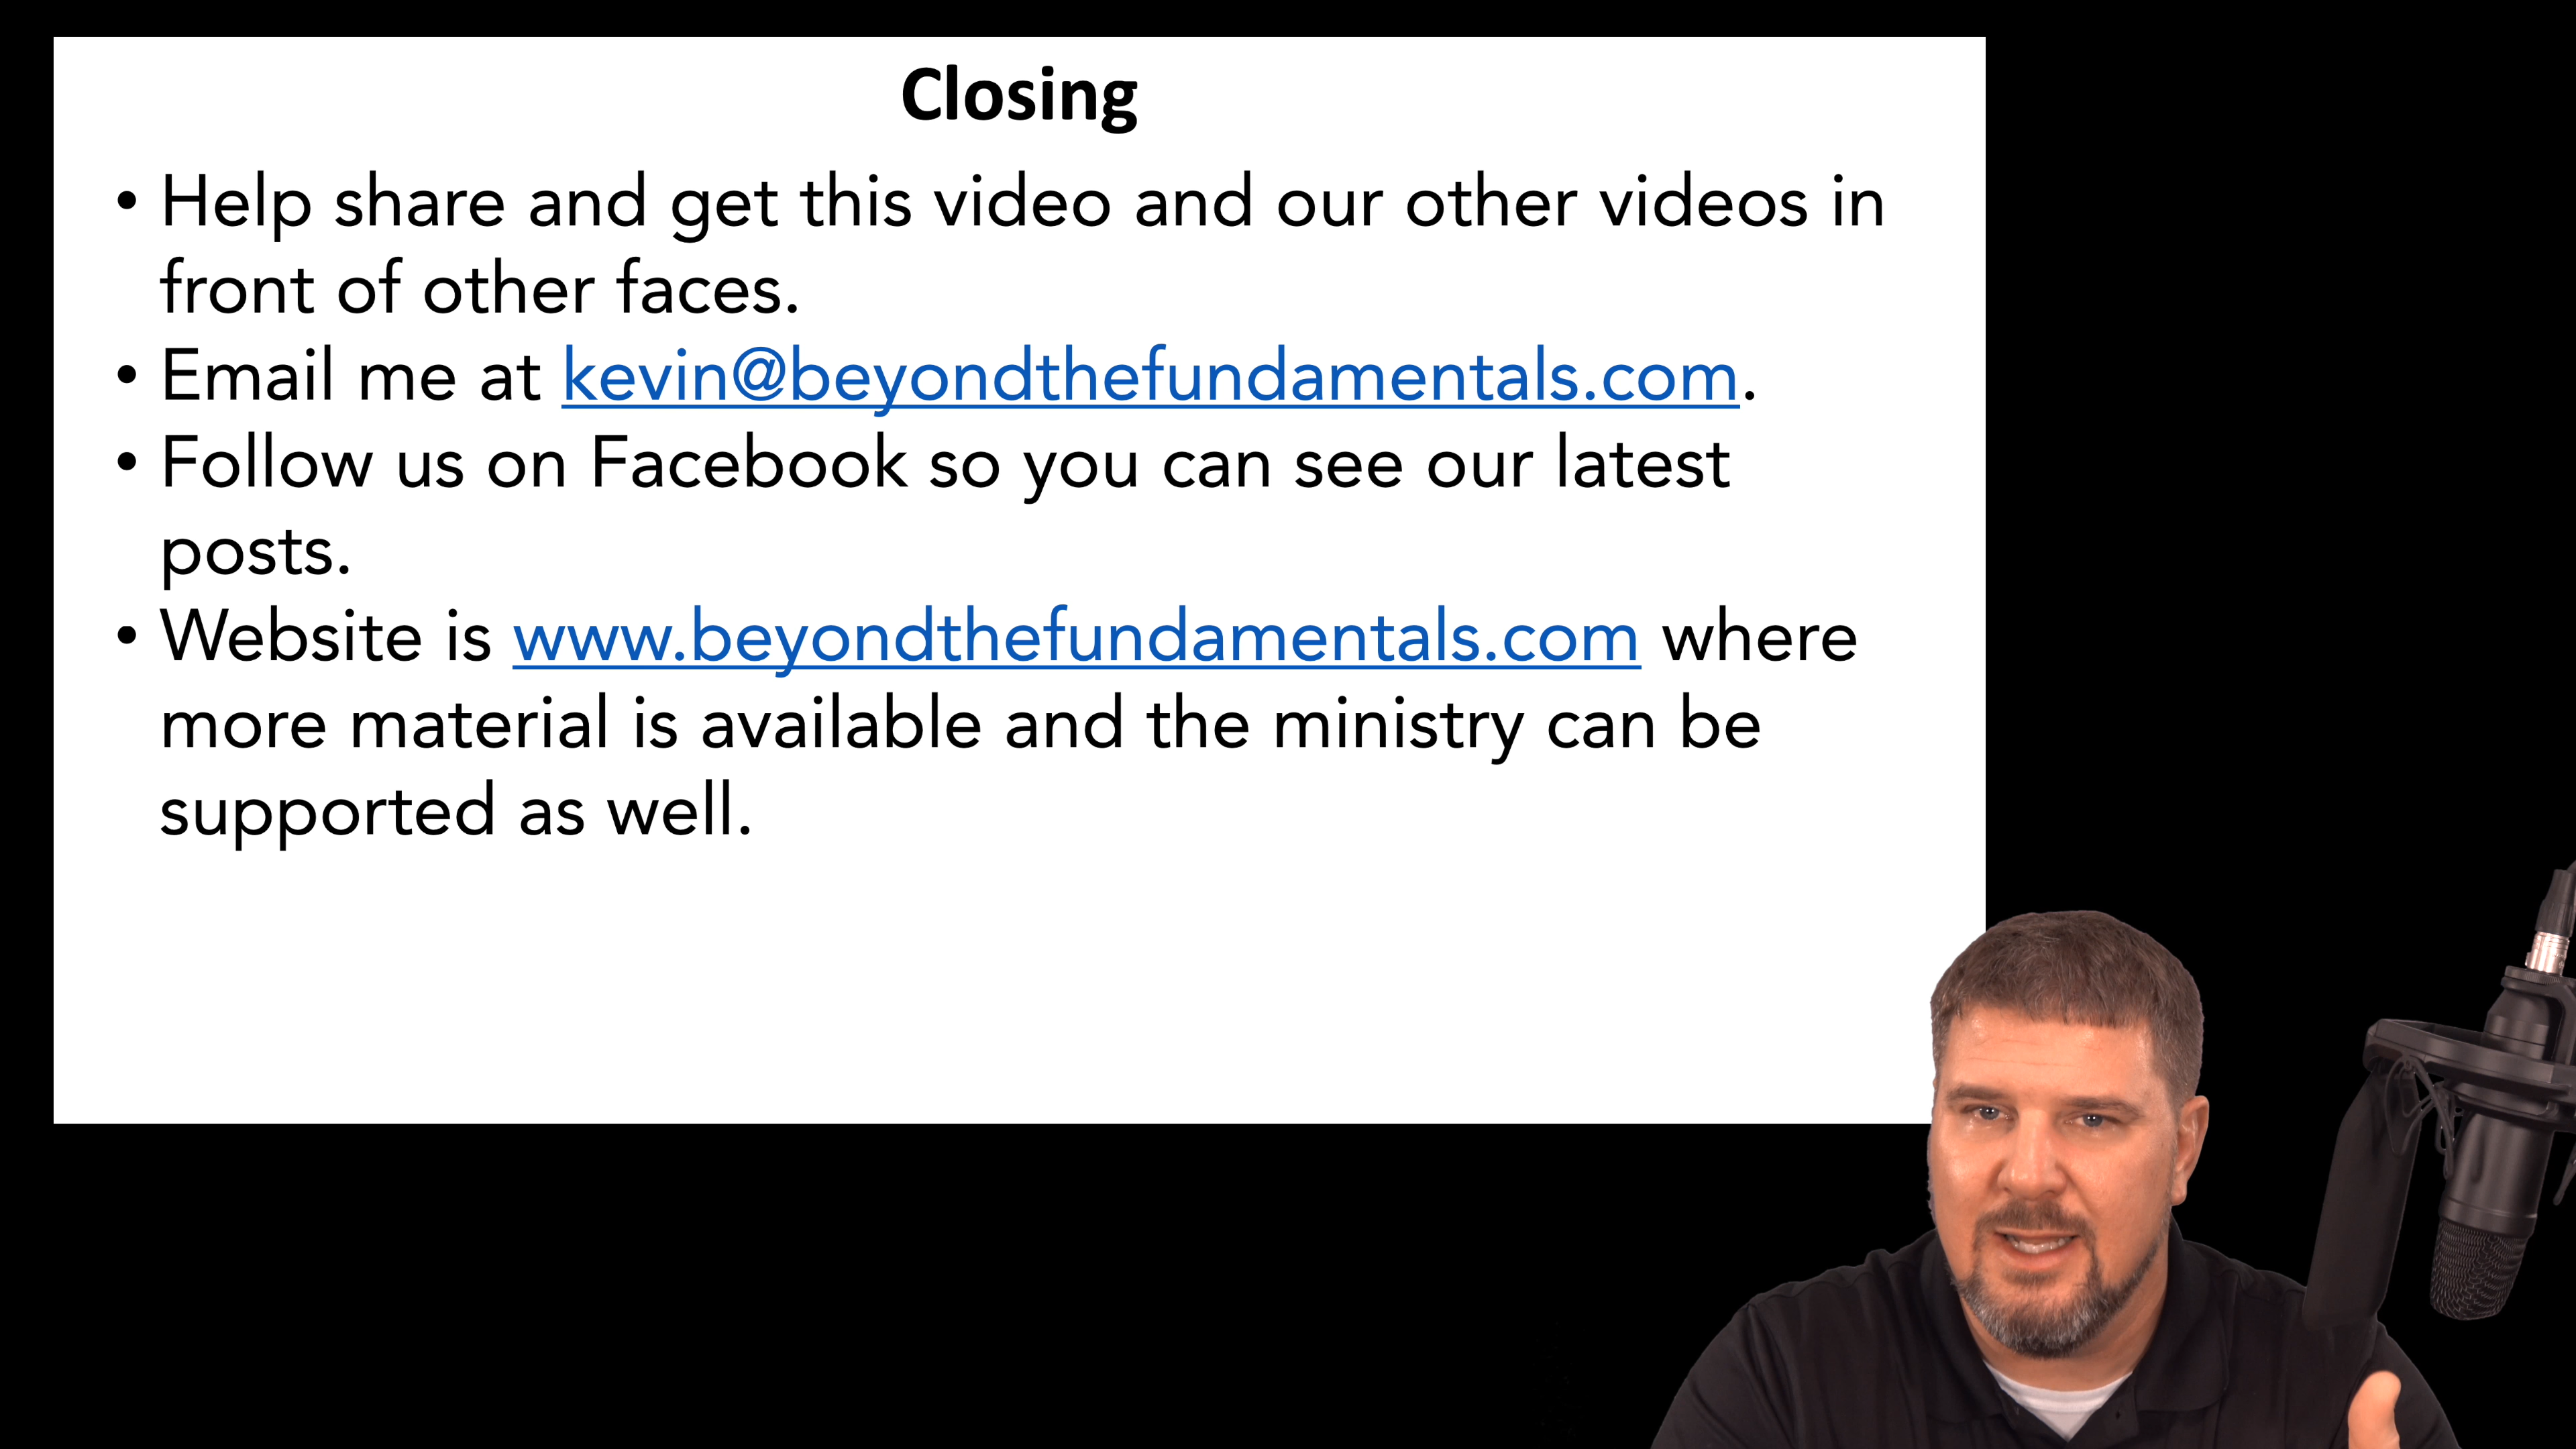 Closing
• Help share and get this video and our other videos in
front of other faces.
• Email me at kevin@beyondthefundamentals.com.
• Follow us on Facebook so you can see our latest
posts.
• Website is www.beyondthefundamentals.com where
more material is available and the ministry can be
supported as well.